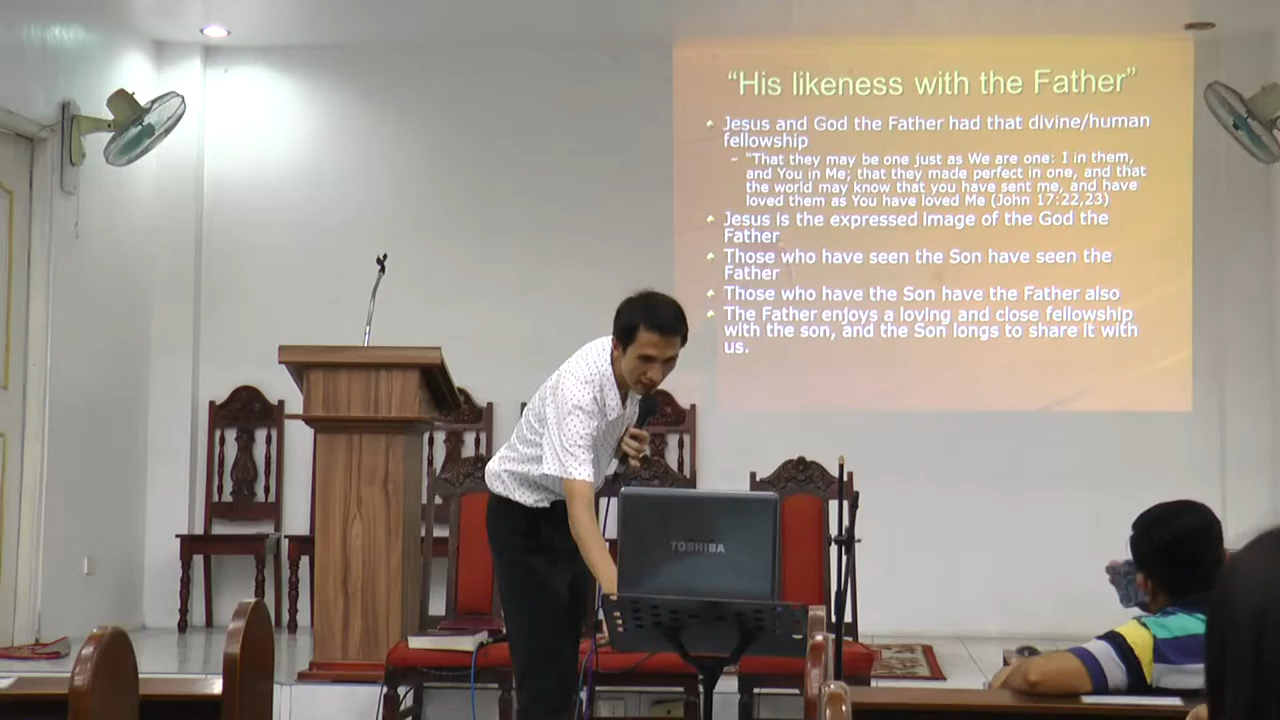 “His likeness with the Father”
Jesus and God the Father had that divine/human
fellowship
– “That they may be one just as We are one: I in them,
and You in Me; that they made perfect in one, and that
the world may know that you have sent me, and have
loved them as You have loved Me (John 17:22,23)
Jesus is the expressed image of the God the
Father
Those who have seen the Son have seen the
Father
Those who have the Son have the Father also
The Father enjoys a loving and close fellowship
with the son, and the Son longs to share it with
us.
TOSHIBA